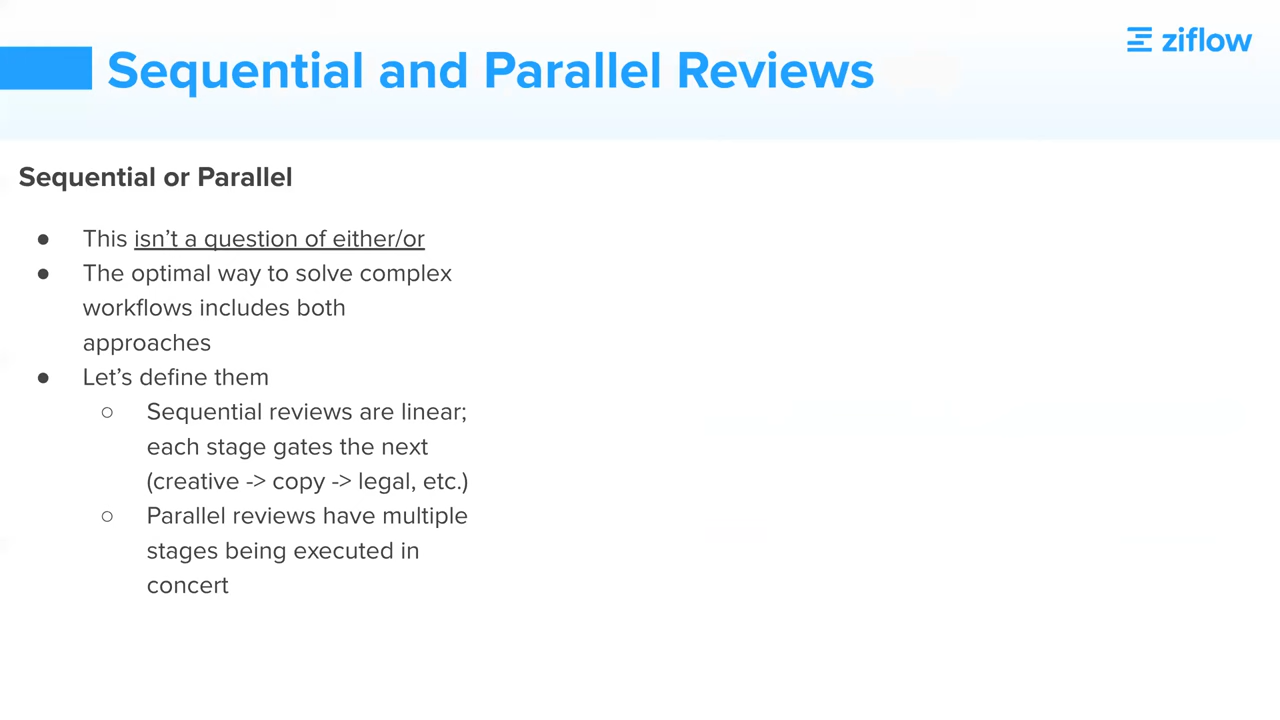 Sequential and Parallel Reviews
ziflow
Sequential or Parallel
● This isn't a question of either/or
● The optimal way to solve complex
workflows includes both
approaches
● Let's define them
○ Sequential reviews are linear;
each stage gates the next
(creative -> copy -> legal, etc.)
○ Parallel reviews have multiple
stages being executed in
concert